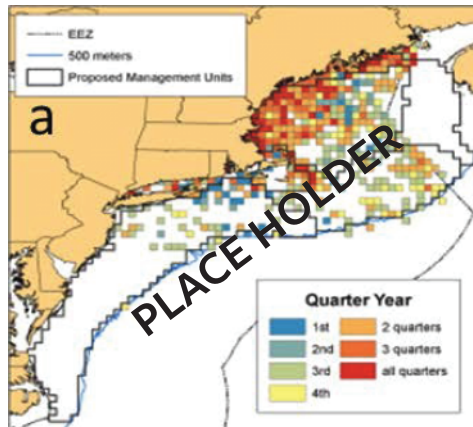 EEZ
500 meters
Proposed Management Units
a
PLACE HOLDER
Quarter Year
1st
2 quarters
2nd
3 quarters
3rd
all quarters
4th